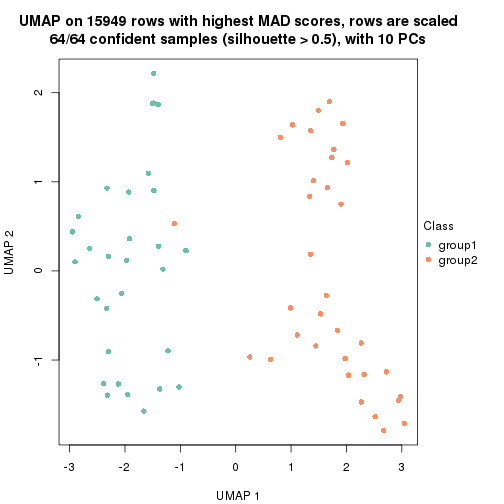 UMAP on 15949 rows with highest MAD scores, rows are scaled
64/64 confident samples (silhouette > 0.5), with 10 PCs
2
1
0
-1
UMAP 2
-3
-2
-1
0
1
2
3
UMAP 1
Class
group1
group2